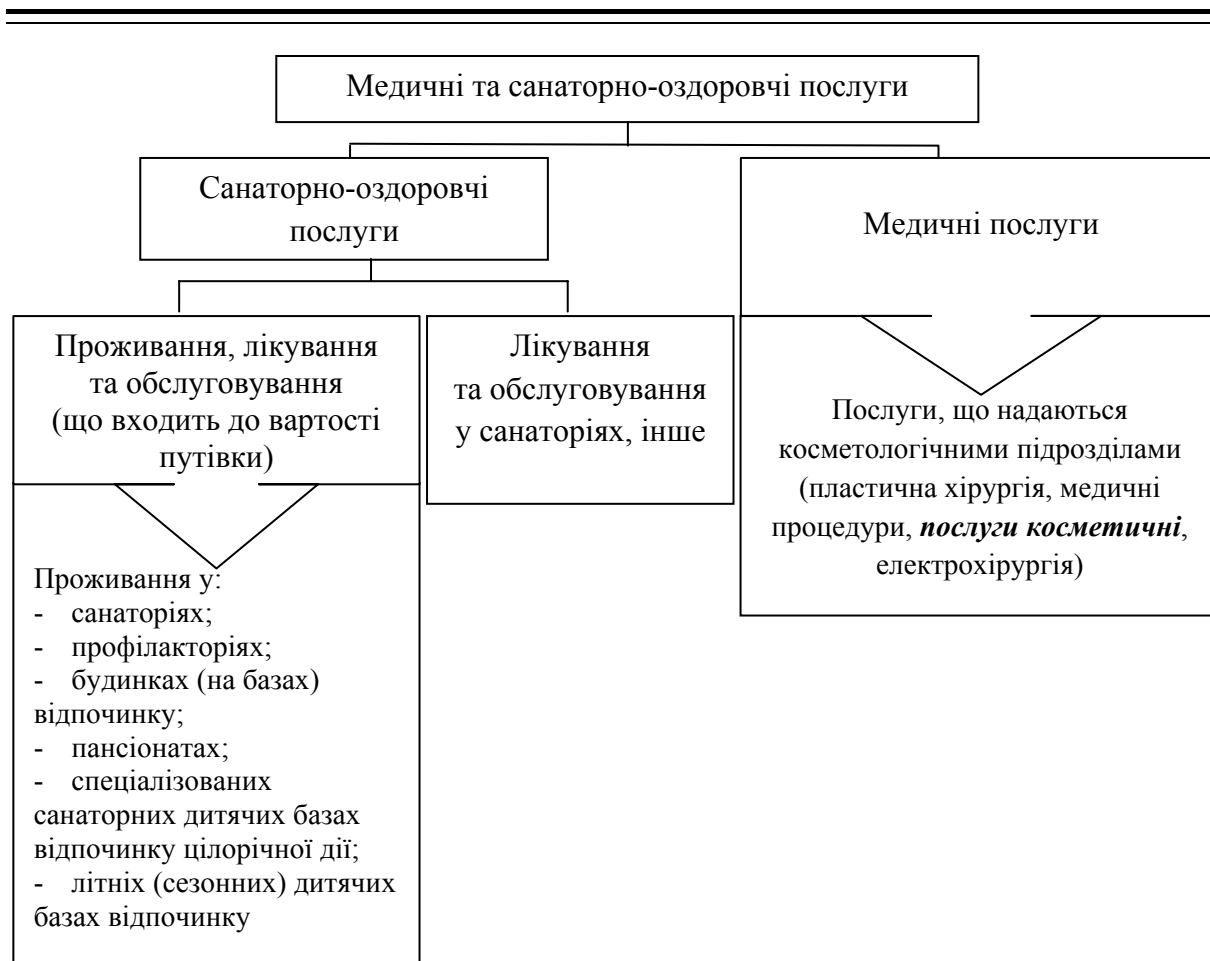 Медичні та санаторно-оздоровчі послуги
Санаторно-оздоровчі
послуги
Медичні послуги
Проживання, лікування
та обслуговування
(що входить до вартості
путівки)
Лікування
та обслуговування
у санаторіях, інше
Послуги, що надаються
косметологічними підрозділами
(пластична хірургія, медичні
процедури, послуги косметичні,
електрохірургія)
Проживання у:
- санаторіях;
- профілакторіях;
- будинках (на базах)
відпочинку;
- пансіонатах;
- спеціалізованих
санаторних дитячих базах
відпочинку цілорічної дії;
- літніх (сезонних) дитячих
базах відпочинку